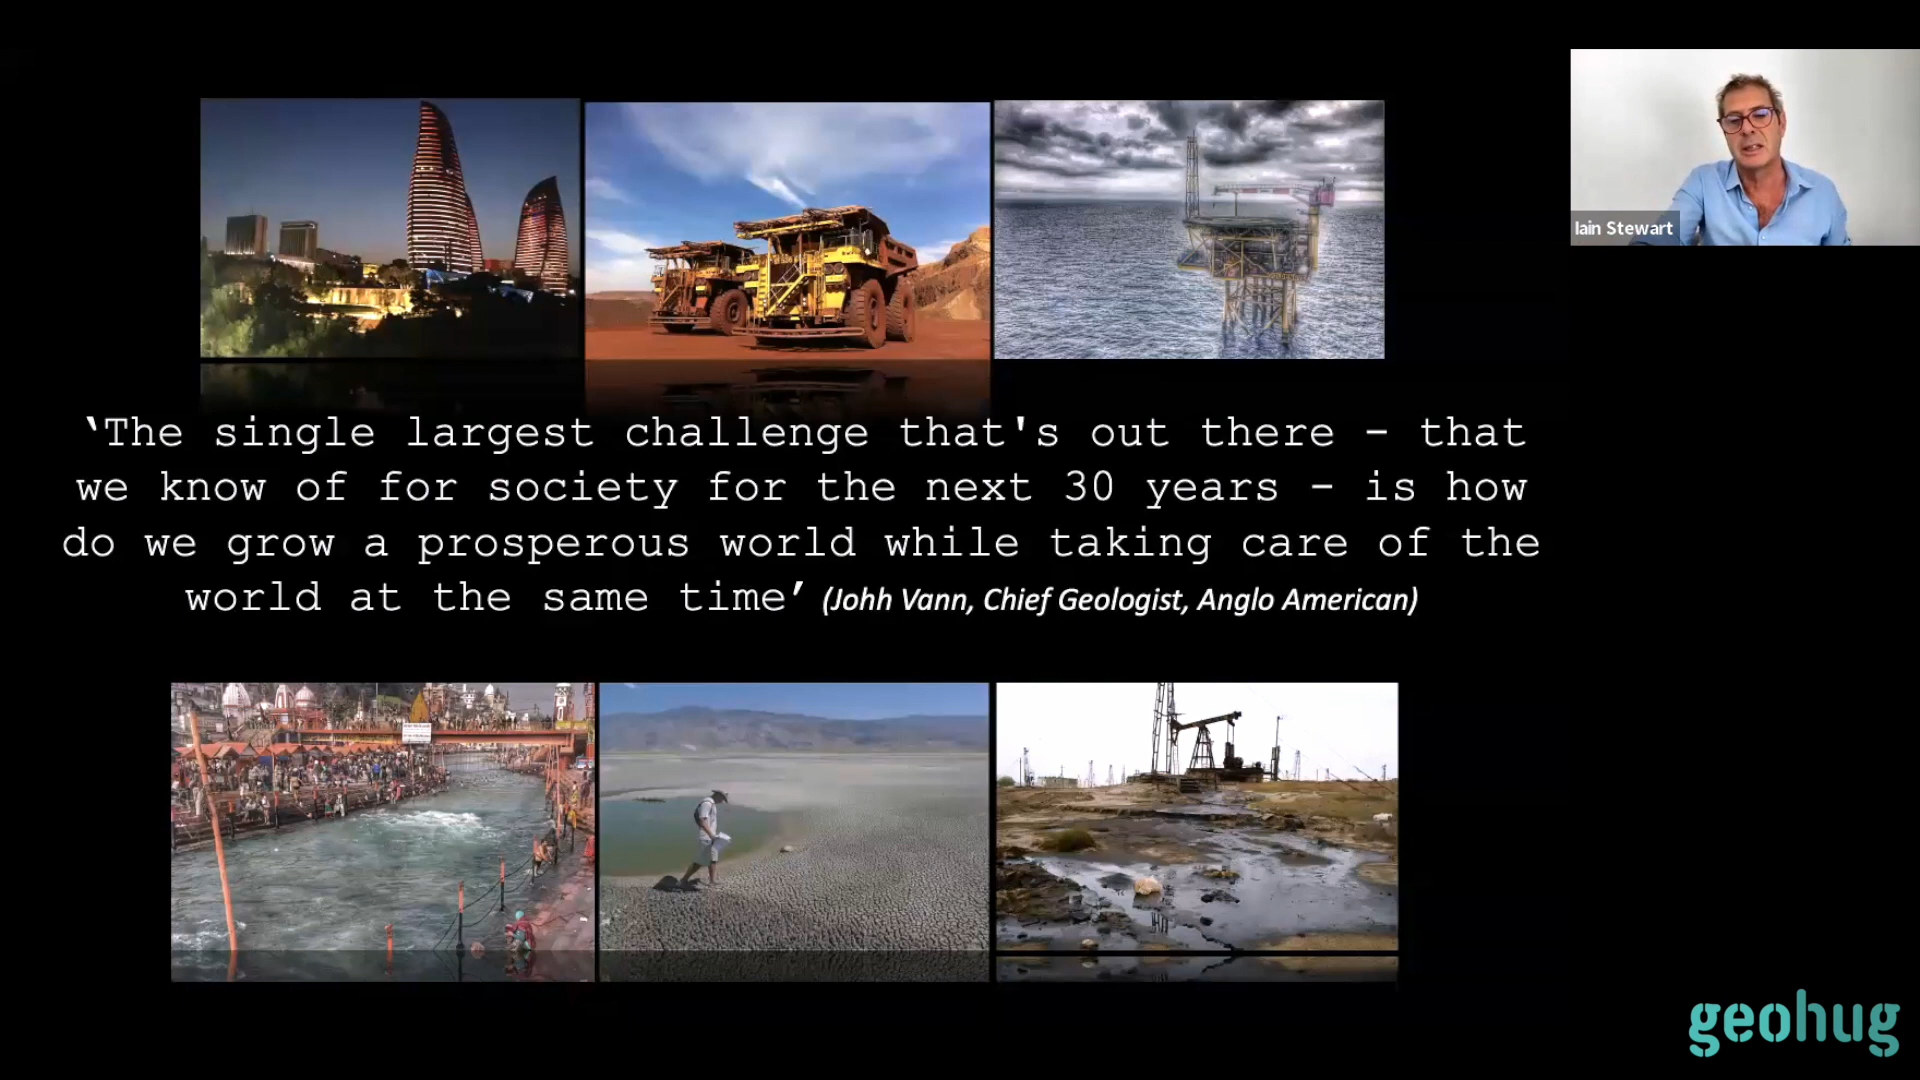 Iain Stewart
‘The single largest challenge that's out there – that
we know of for society for the next 30 years – is how
do we grow a prosperous world while taking care of the
world at the same time’ (Johh Vann, Chief Geologist, Anglo American)
geohug